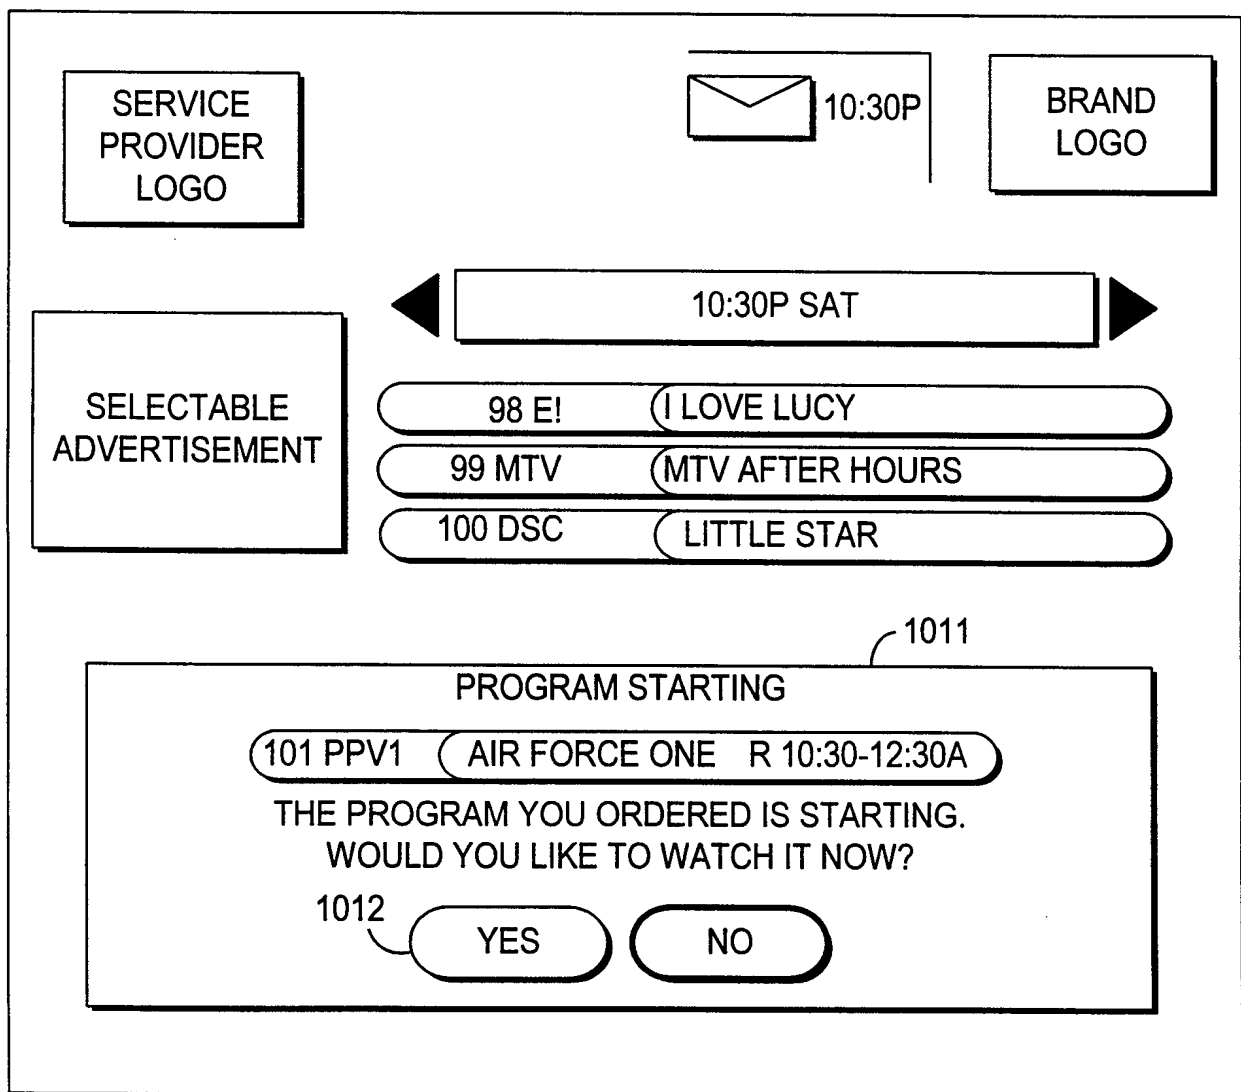 SERVICE
PROVIDER
LOGO
10:30P
BRAND
LOGO
10:30P SAT
SELECTABLE
ADVERTISEMENT
98 E! I LOVE LUCY
99 MTV MTV AFTER HOURS
100 DSC LITTLE STAR
1011
PROGRAM STARTING
101 PPV1 AIR FORCE ONE R 10:30-12:30A
THE PROGRAM YOU ORDERED IS STARTING.
WOULD YOU LIKE TO WATCH IT NOW?
1012
YES NO